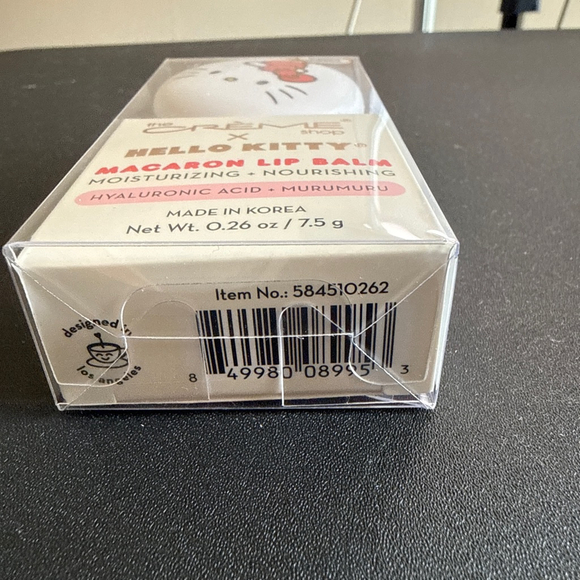 the
CRÈME
shop
×
HELLO KITTY®
MACARON LIP BALM
MOISTURIZING + NOURISHING
HYALURONIC ACID + MURUMURU
MADE IN KOREA
Net Wt. 0.26 oz / 7.5 g
Item No.: 584510262
designed in
los angeles
8 49980 08995 3